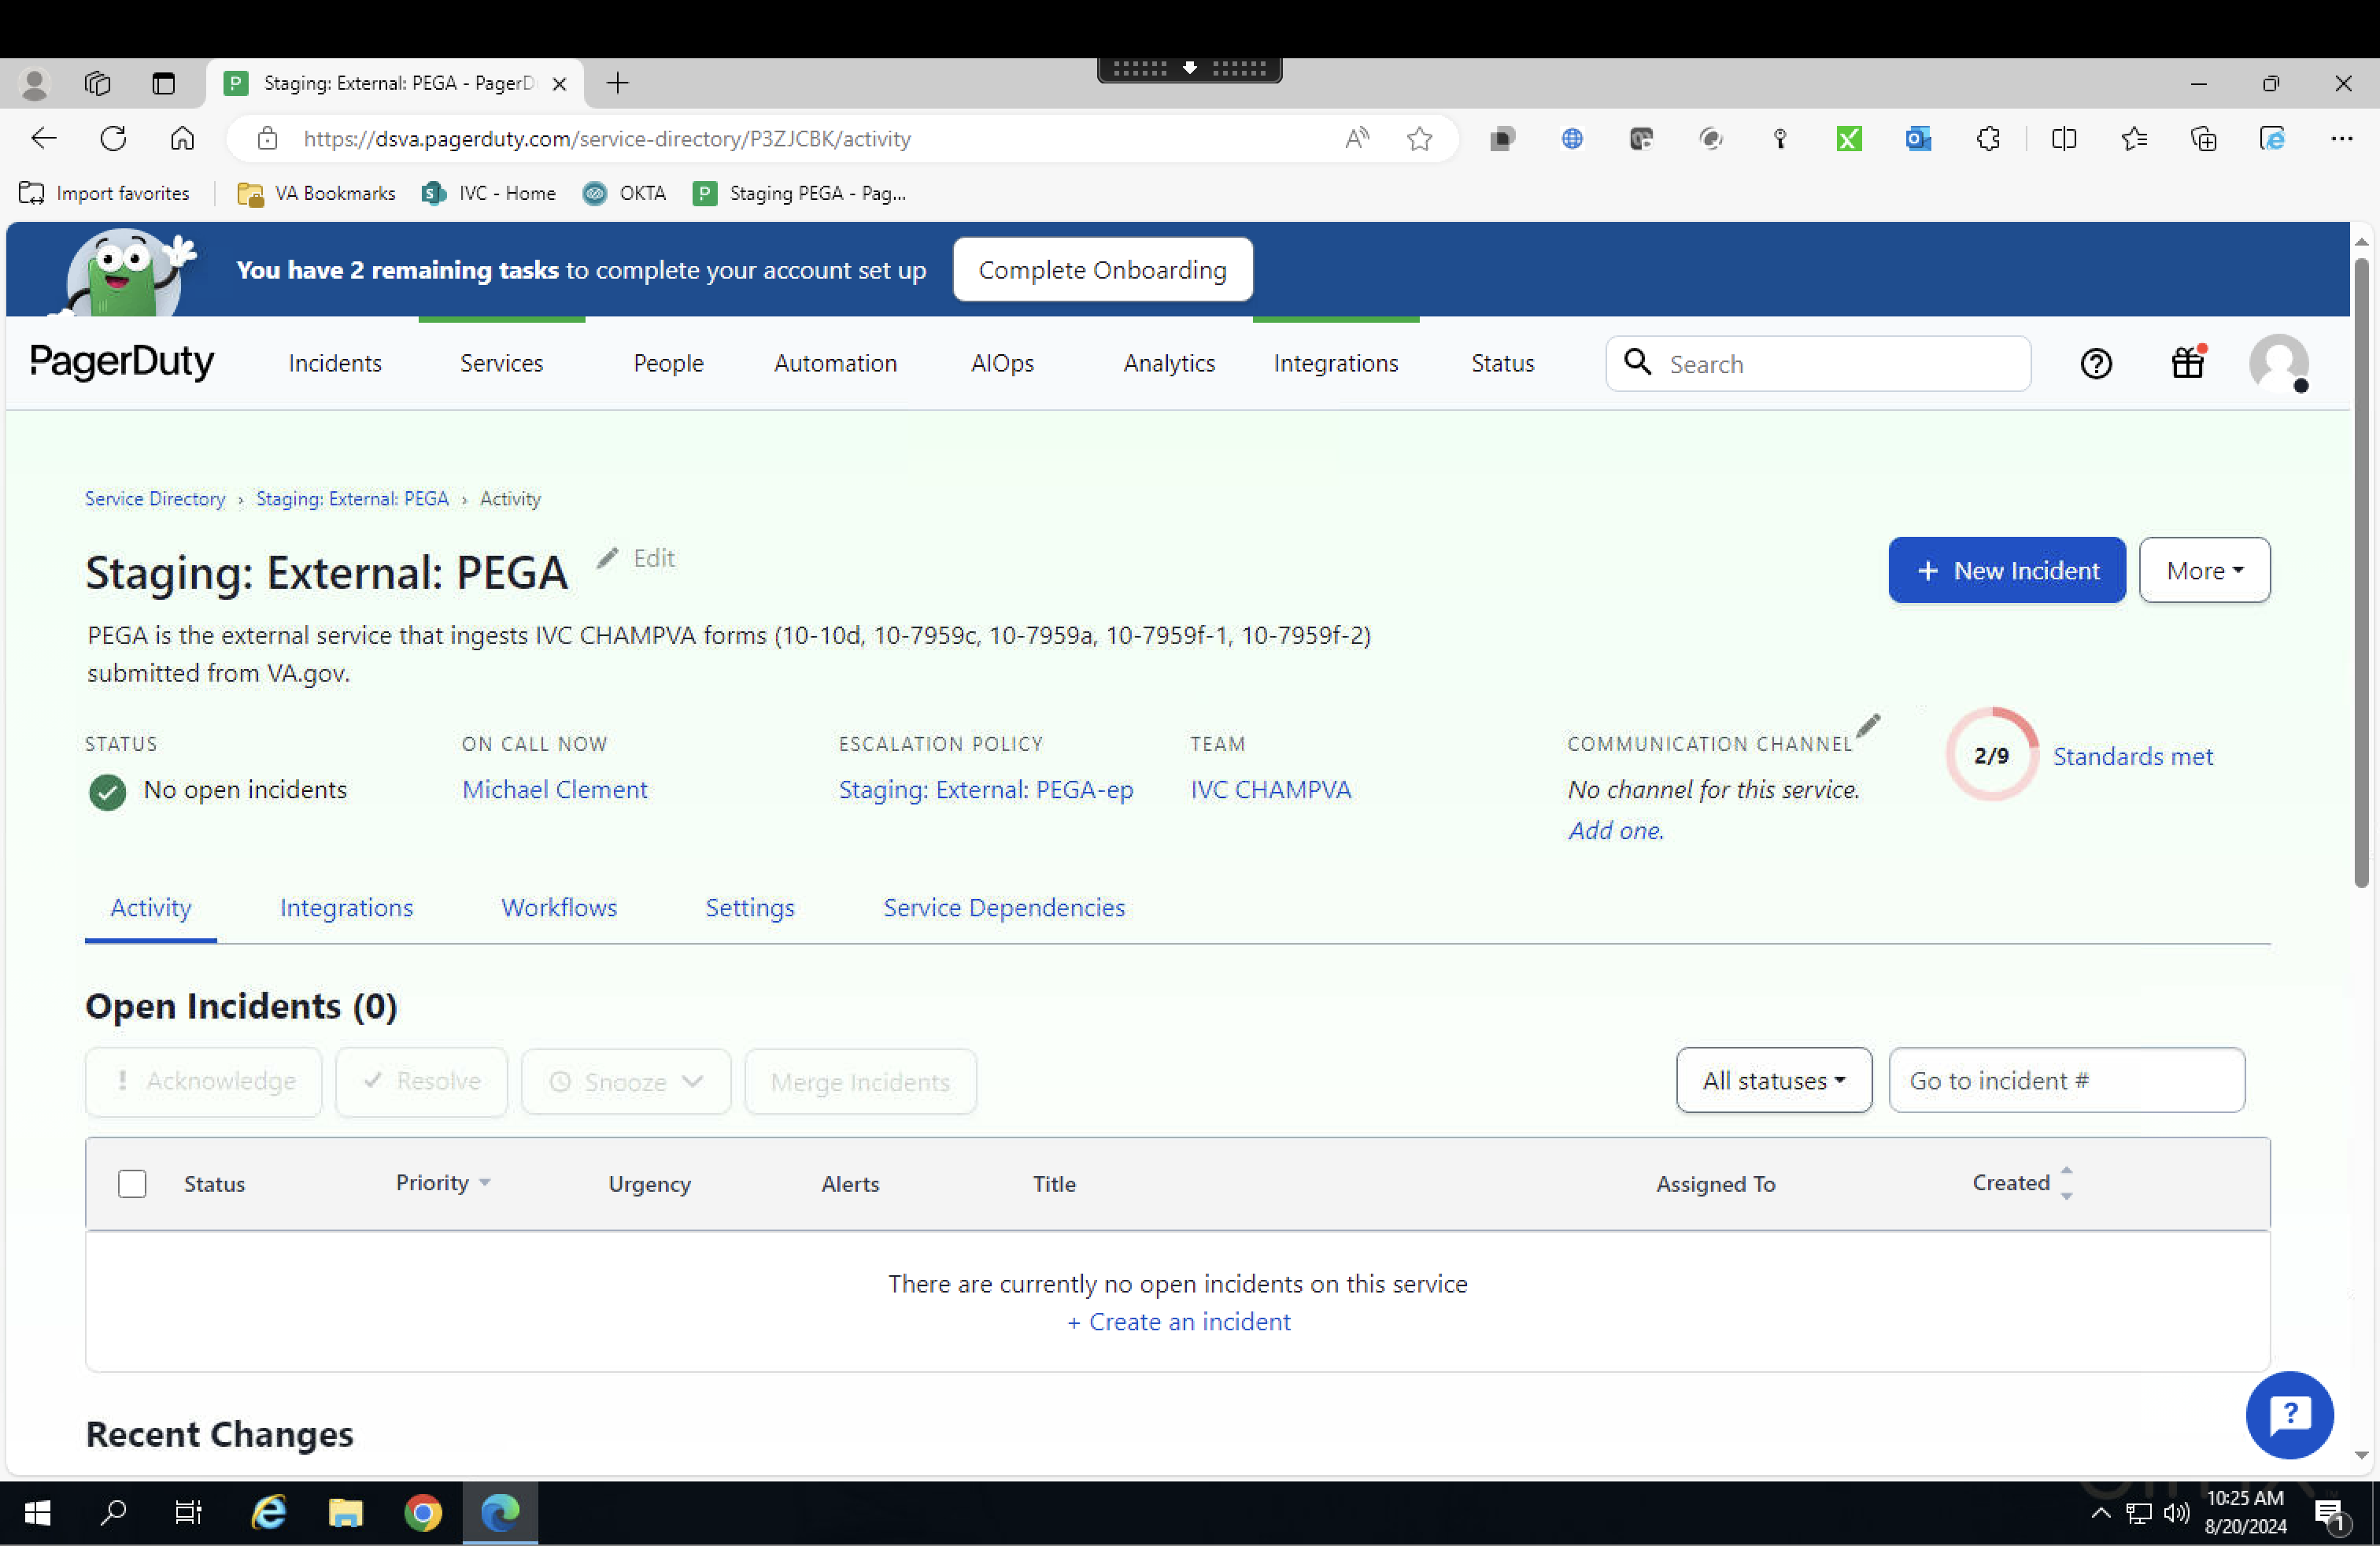 Staging: External: PEGA - PagerD
https://dsva.pagerduty.com/service-directory/P3ZJCBK/activity
Import favorites
VA Bookmarks
IVC - Home
OKTA
Staging PEGA - Pag...
You have 2 remaining tasks to complete your account set up
Complete Onboarding
PagerDuty
Incidents
Services
People
Automation
AIOps
Analytics
Integrations
Status
Search
Service Directory › Staging: External: PEGA › Activity
Staging: External: PEGA
Edit
+ New Incident
More
PEGA is the external service that ingests IVC CHAMPVA forms (10-10d, 10-7959c, 10-7959a, 10-7959f-1, 10-7959f-2)
submitted from VA.gov.
STATUS
No open incidents
ON CALL NOW
Michael Clement
ESCALATION POLICY
Staging: External: PEGA-ep
TEAM
IVC CHAMPVA
COMMUNICATION CHANNEL
No channel for this service.
Add one.
2/9
Standards met
Activity
Integrations
Workflows
Settings
Service Dependencies
Open Incidents (0)
! Acknowledge
Resolve
Snooze
Merge Incidents
All statuses
Go to incident #
Status
Priority
Urgency
Alerts
Title
Assigned To
Created
There are currently no open incidents on this service
+ Create an incident
Recent Changes
10:25 AM
8/20/2024
1